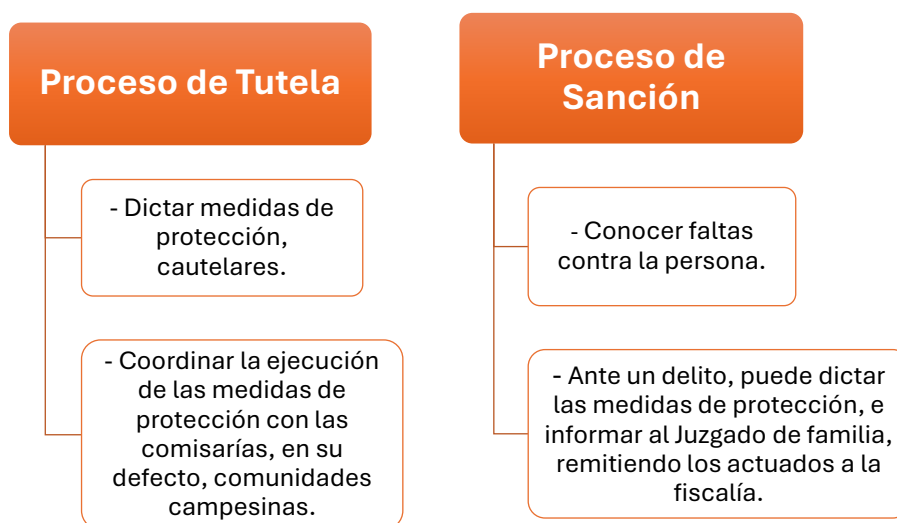 Proceso de Tutela
- Dictar medidas de
protección,
cautelares.
- Coordinar la ejecución
de las medidas de
protección con las
comisarías, en su
defecto, comunidades
campesinas.
Proceso de
Sanción
- Conocer faltas
contra la persona.
- Ante un delito, puede dictar
las medidas de protección, e
informar al Juzgado de familia,
remitiendo los actuados a la
fiscalía.